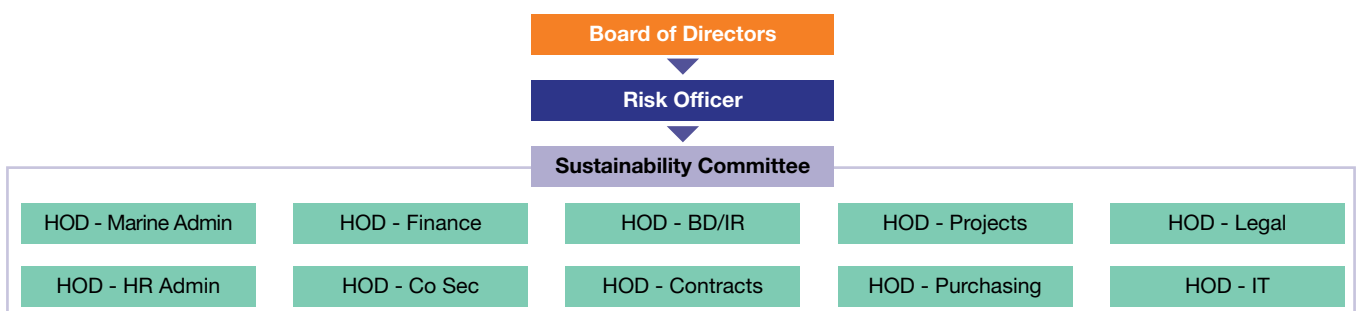 Board of Directors
Risk Officer
Sustainability Committee
HOD - Marine Admin
HOD - Finance
HOD - BD/IR
HOD - Projects
HOD - Legal
HOD - HR Admin
HOD - Co Sec
HOD - Contracts
HOD - Purchasing
HOD - IT